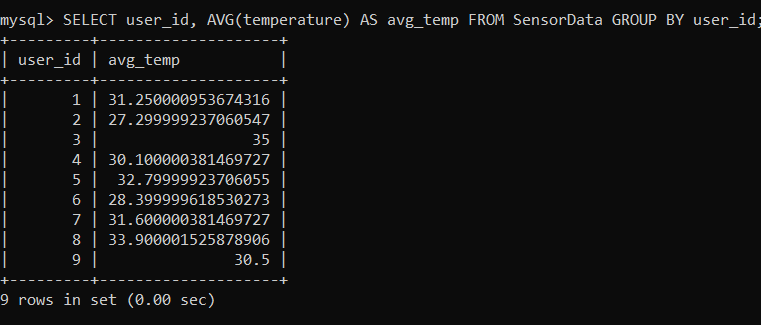 mysql> SELECT user_id, AVG(temperature) AS avg_temp FROM SensorData GROUP BY user_id;
+---------+--------------------+
| user_id | avg_temp           |
+---------+--------------------+
|       1 | 31.250000953674316 |
|       2 | 27.299999237060547 |
|       3 |                 35 |
|       4 | 30.100000381469727 |
|       5 |  32.79999923706055 |
|       6 | 28.399999618530273 |
|       7 | 31.600000381469727 |
|       8 | 33.900001525878906 |
|       9 |               30.5 |
+---------+--------------------+
9 rows in set (0.00 sec)